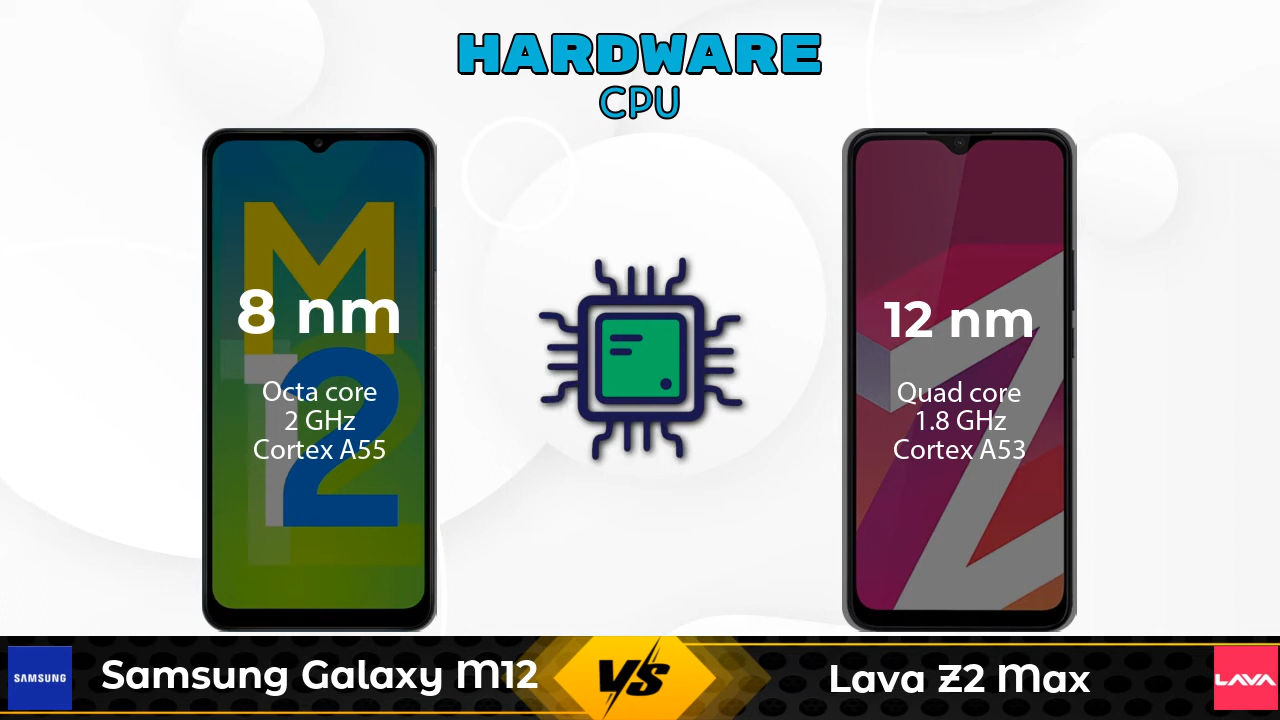 HARDWARE
CPU
M
12
8 nm
Octa core
2 GHz
Cortex A55
12 nm
Quad core
1.8 GHz
Cortex A53
Z
SAMSUNG
Samsung Galaxy M12
VS
Lava Z2 Max
LAVA